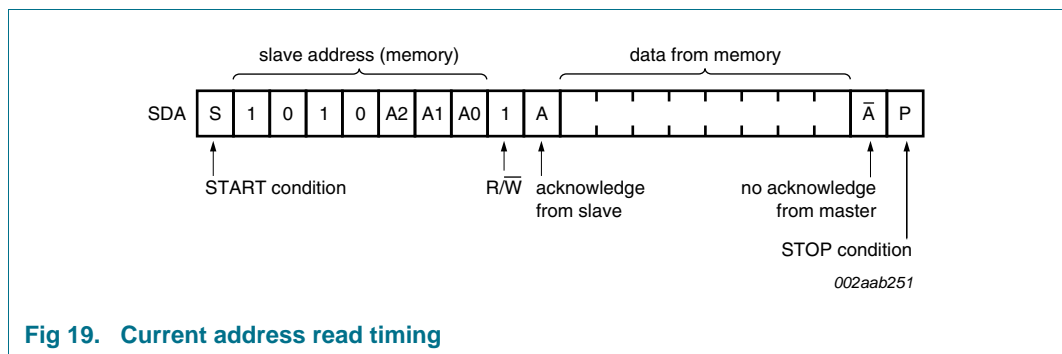 slave address (memory) data from memory
SDA S 1 0 1 0 A2 A1 A0 1 A A̅ P
START condition R/W̅ acknowledge from slave no acknowledge from master
STOP condition
002aab251
Fig 19. Current address read timing